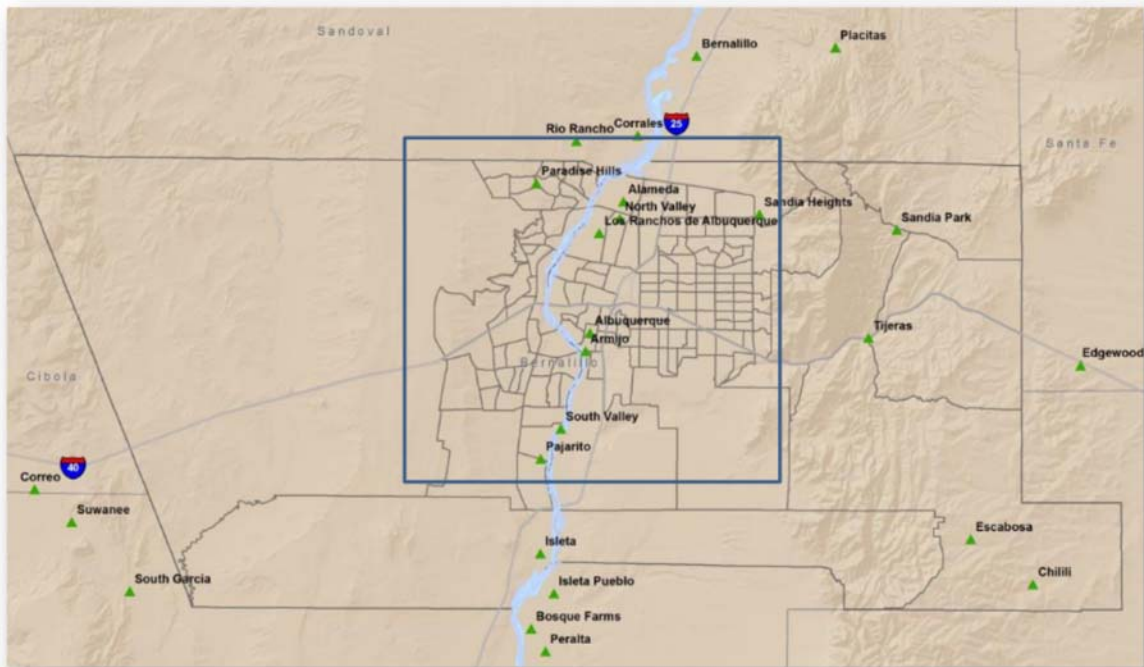 Sandoval
Placitas
Bernalillo
Corrales
25
Rio Rancho
Santa Fe
Paradise Hills
Alameda
North Valley
Sandia Heights
Los Ranchos de Albuquerque
Sandia Park
Albuquerque
Tijeras
Armijo
Edgewood
Bernalillo
Cibola
South Valley
Pajarito
40
Correo
Suwanee
Escabosa
Isleta
South Garcia
Isleta Pueblo
Chilili
Bosque Farms
Peralta